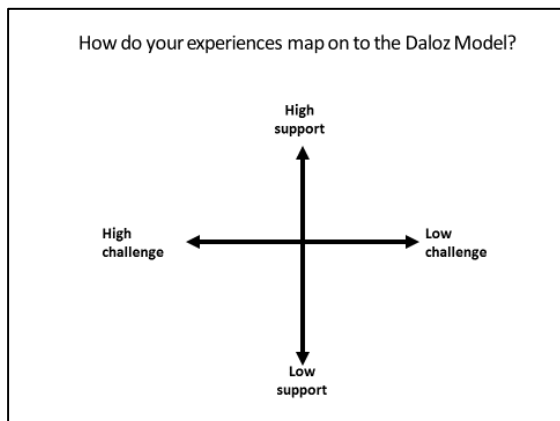 How do your experiences map on to the Daloz Model?
High
support
High
challenge
Low
challenge
Low
support